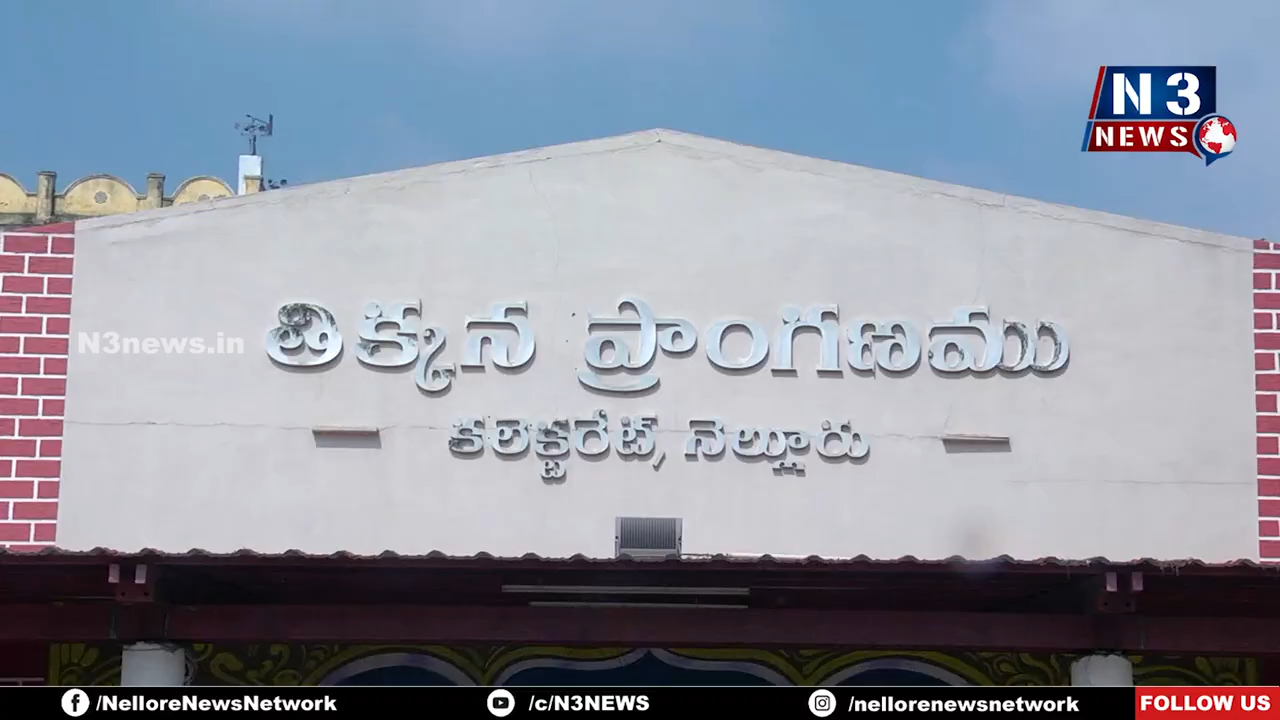 N3
NEWS
N3news.in
తిక్కన ప్రాంగణము
కలెక్టరేట్, నెల్లూరు
/NelloreNewsNetwork
/c/N3NEWS
/nellorenewsnetwork
FOLLOW US